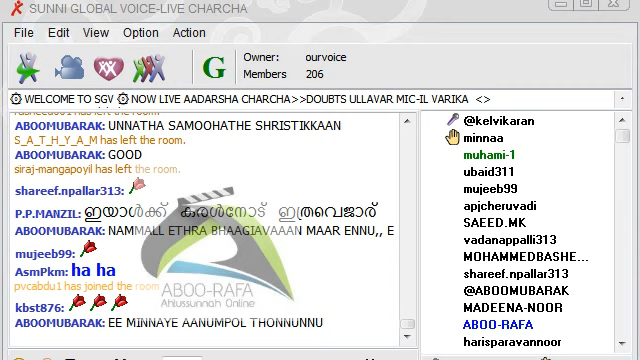 SUNNI GLOBAL VOICE-LIVE CHARCHA
File Edit View Option Action
G Owner: ourvoice
Members 206
WELCOME TO SGV NOW LIVE AADARSHA CHARCHA>>DOUBTS ULLAVAR MIC-IL VARIKA <>
ABOOMUBARAK: UNNATHA SAMOOHATHE SHRISTIKKAAN
S_A_T_H_Y_A_M has left the room.
ABOOMUBARAK: GOOD
siraj-mangapoyil has left the room.
shareef.npallar313:
P.P.MANZIL: ഇയാൾക്ക് കരൾനോട് ഇത്രവെജാര്
ABOOMUBARAK: NAMMALL ETHRA BHAAGIAVAAAN MAAR ENNU,, E
mujeeb99:
AsmPkm: ha ha
pvcabdu1 has joined the room
kbst876:
ABOOMUBARAK: EE MINNAYE AANUMPOL THONNUNNU
ABOO-RAFA
Ahlussunnah Online
@kelvikaran
minnaa
muhami-1
ubaid311
mujeeb99
apjcheruvadi
SAEED.MK
vadanappalli313
MOHAMMEDBASHE...
shareef.npallar313
@ABOOMUBARAK
MADEENA-NOOR
ABOO-RAFA
harisparavannoor